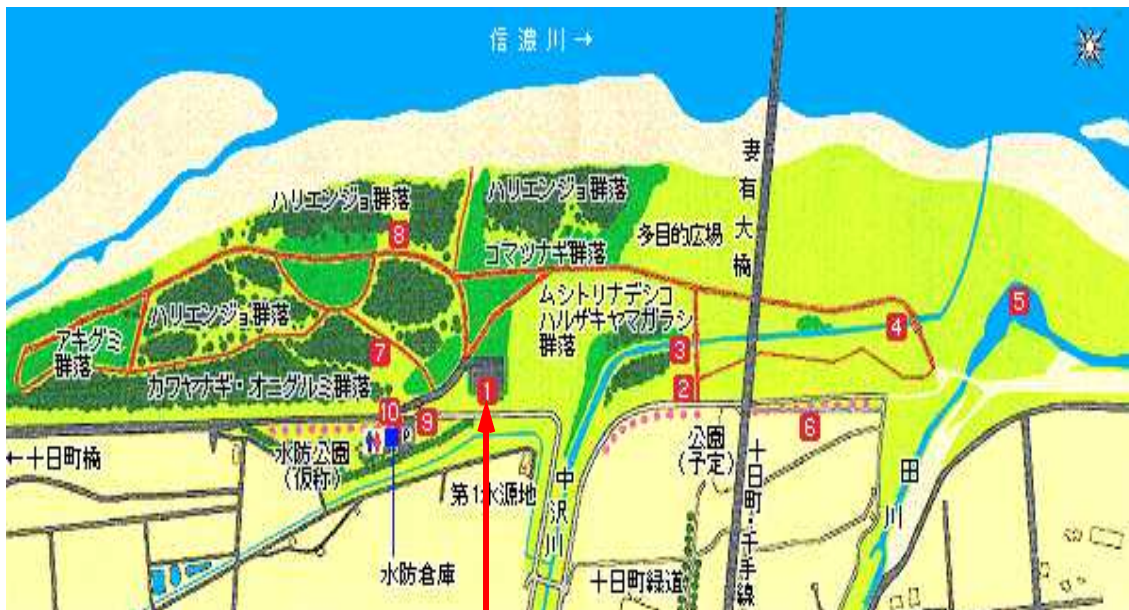 信濃川→
妻有大橋
ハリエンジョ群落
ハリエンジョ群落
8
コマツナギ群落
多目的広場
ムシトリナデシコ
ハルザキヤマガラシ
群落
5
4
3
ハリエンジョ群落
アキグミ
群落
7
カワヤナギ・オニグルミ群落
1
2
10
9
P
6
←十日町橋
水防公園
(仮称)
第1水源地
中沢川
公園
(予定)
十日町・千手線
田川
水防倉庫
十日町緑道